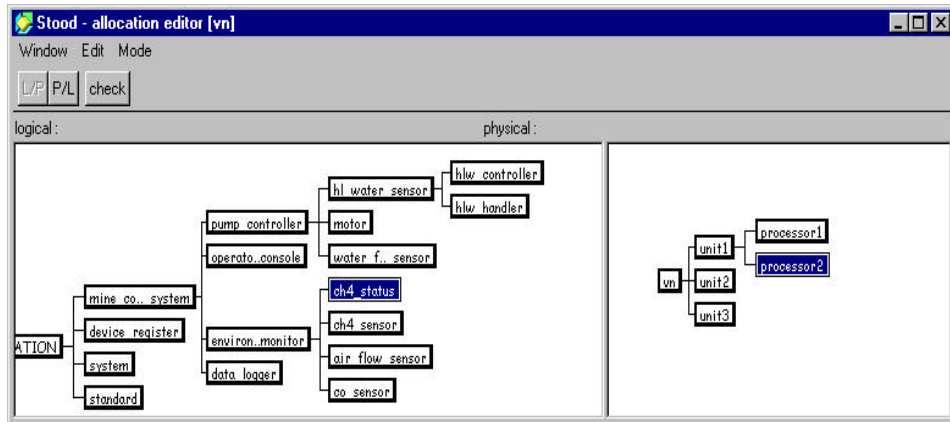 Stood - allocation editor [vn]
Window Edit Mode
L/P P/L check
logical : physical :
hlw controller
hl water sensor
hlw handler
pump controller
motor
operato..console
water f.. sensor
mine co.. system
ch4_status
device register
ch4 sensor
ATION
environ..monitor
system
air flow sensor
data logger
standard
co sensor
processor1
unit1
processor2
vn
unit2
unit3